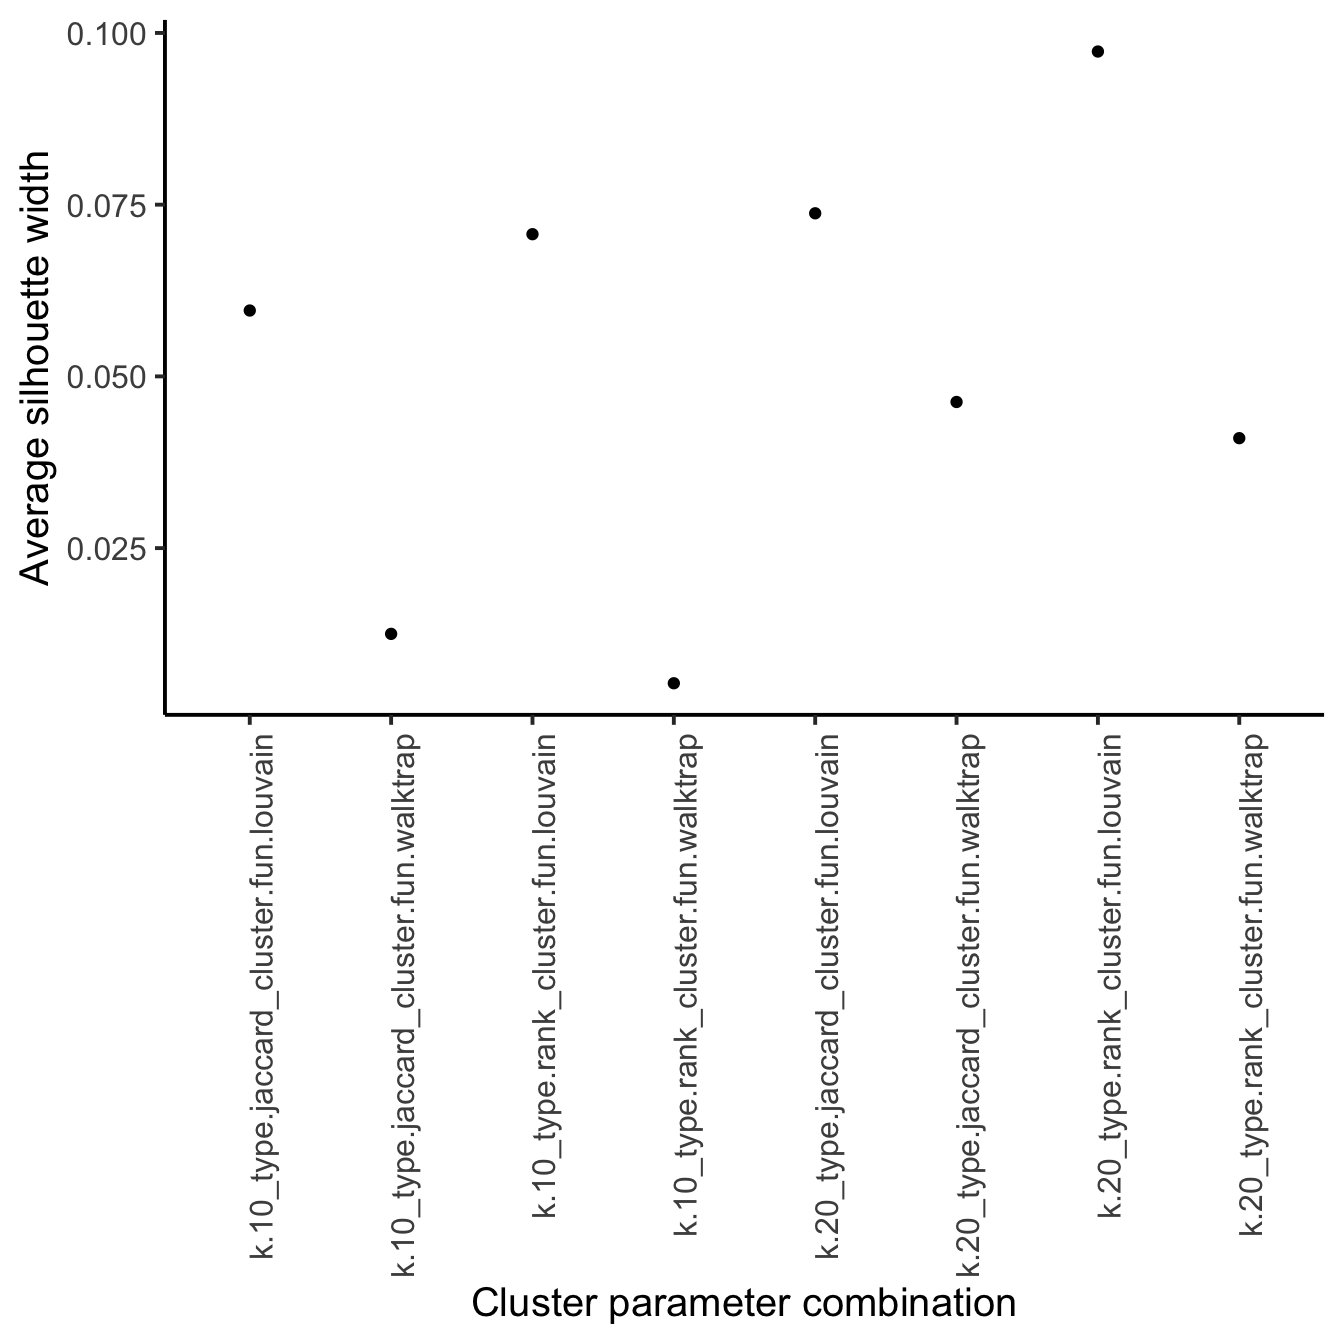 Average silhouette width
0.100
0.075
0.050
0.025
k.10_type.jaccard_cluster.fun.louvain
k.10_type.jaccard_cluster.fun.walktrap
k.10_type.rank_cluster.fun.louvain
k.10_type.rank_cluster.fun.walktrap
k.20_type.jaccard_cluster.fun.louvain
k.20_type.jaccard_cluster.fun.walktrap
k.20_type.rank_cluster.fun.louvain
k.20_type.rank_cluster.fun.walktrap
Cluster parameter combination